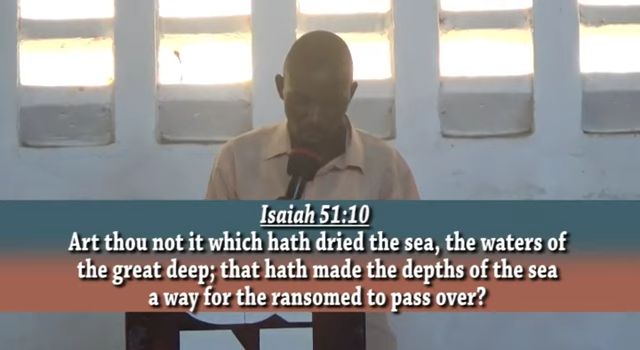 Isaiah 51:10
Art thou not it which hath dried the sea, the waters of
the great deep; that hath made the depths of the sea
a way for the ransomed to pass over?